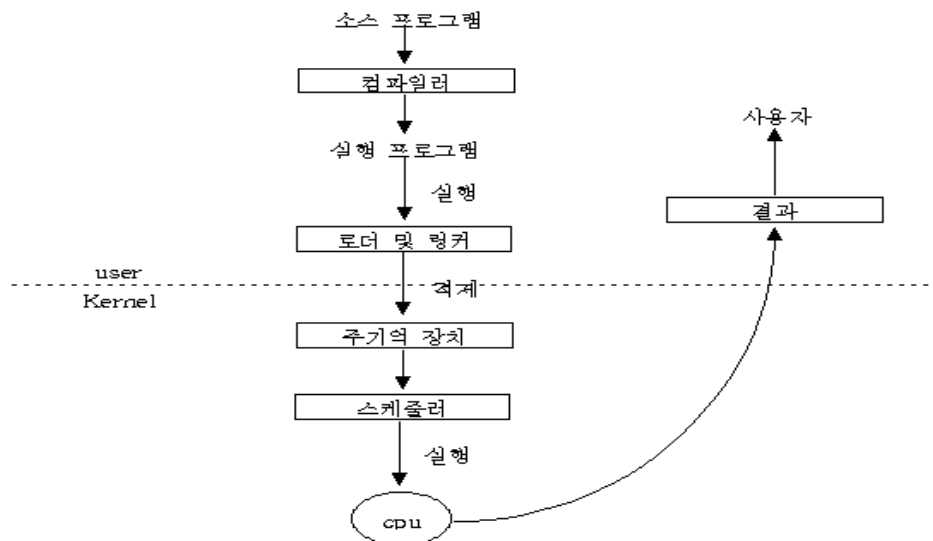 소스 프로그램
컴파일러
사용자
실행 프로그램
실행
결과
로더 및 링커
user
적제
Kernel
주기억 장치
스케줄러
실행
cpu